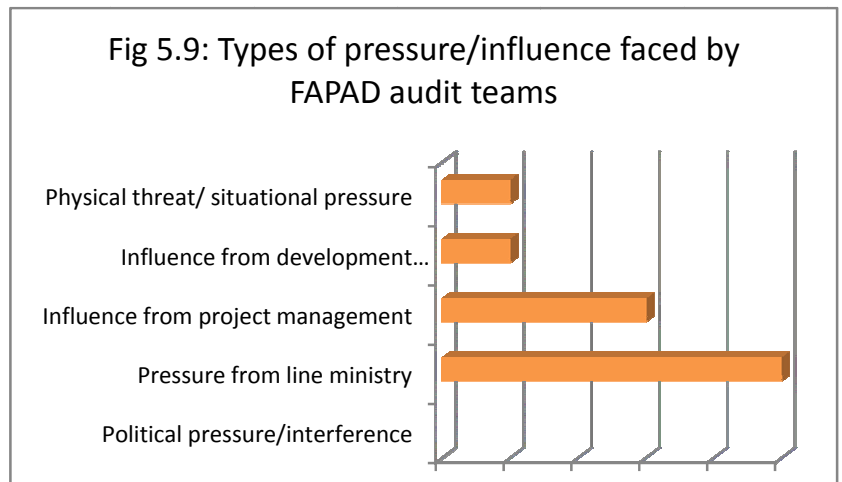 Fig 5.9: Types of pressure/influence faced by
FAPAD audit teams
Physical threat/ situational pressure
Influence from development…
Influence from project management
Pressure from line ministry
Political pressure/interference